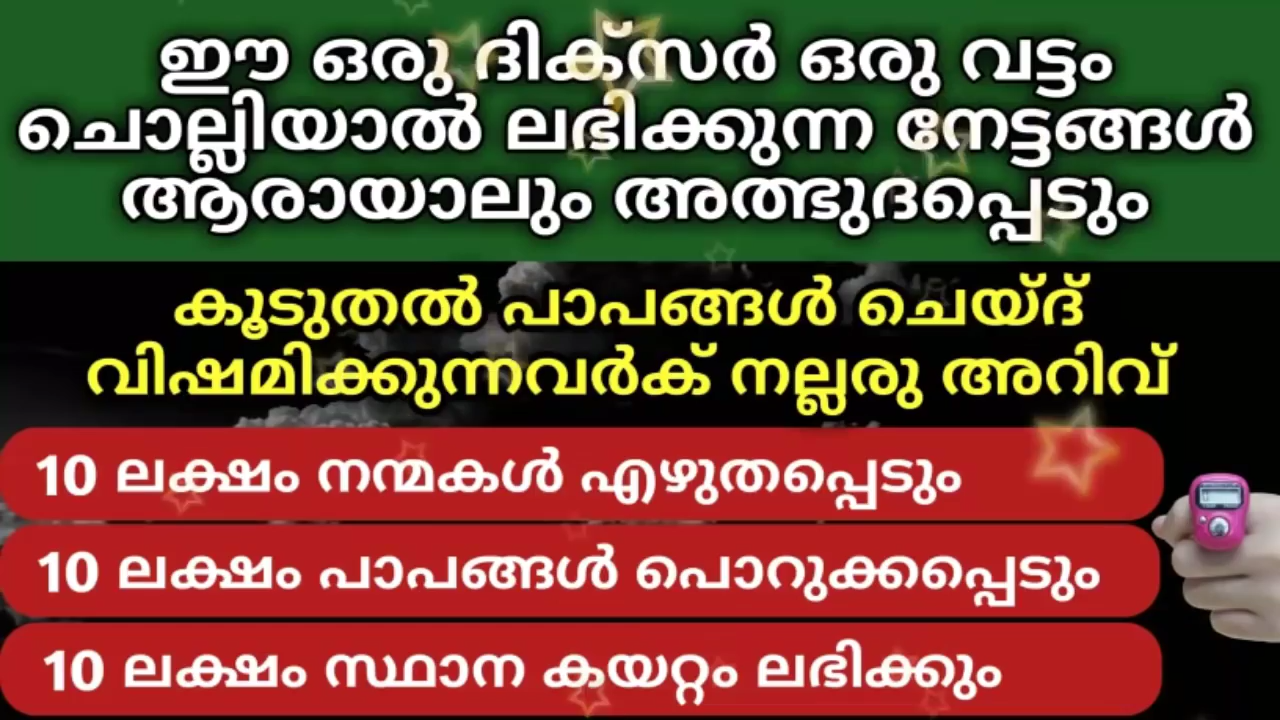 ഈ ഒരു ദിക്സർ ഒരു വട്ടം
ചൊല്ലിയാൽ ലഭിക്കുന്ന നേട്ടങ്ങൾ
ആരായാലും അത്ഭുദപ്പെടും
കൂടുതൽ പാപങ്ങൾ ചെയ്ദ്
വിഷമിക്കുന്നവർക് നല്ലരു അറിവ്
10 ലക്ഷം നന്മകൾ എഴുതപ്പെടും
10 ലക്ഷം പാപങ്ങൾ പൊറുക്കപ്പെടും
10 ലക്ഷം സ്ഥാന കയറ്റം ലഭിക്കും